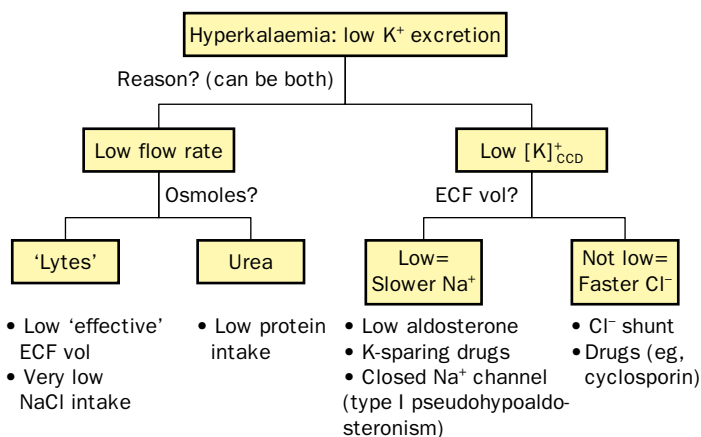 Hyperkalaemia: low K⁺ excretion
Reason? (can be both)
Low flow rate
Low [K]⁺CCD
Osmoles?
ECF vol?
‘Lytes’
Urea
Low=
Slower Na⁺
Not low=
Faster Cl⁻
• Low ‘effective’
ECF vol
• Very low
NaCl intake
• Low protein
intake
• Low aldosterone
• K-sparing drugs
• Closed Na⁺ channel
(type I pseudohypoaldo-
steronism)
• Cl⁻ shunt
• Drugs (eg,
cyclosporin)